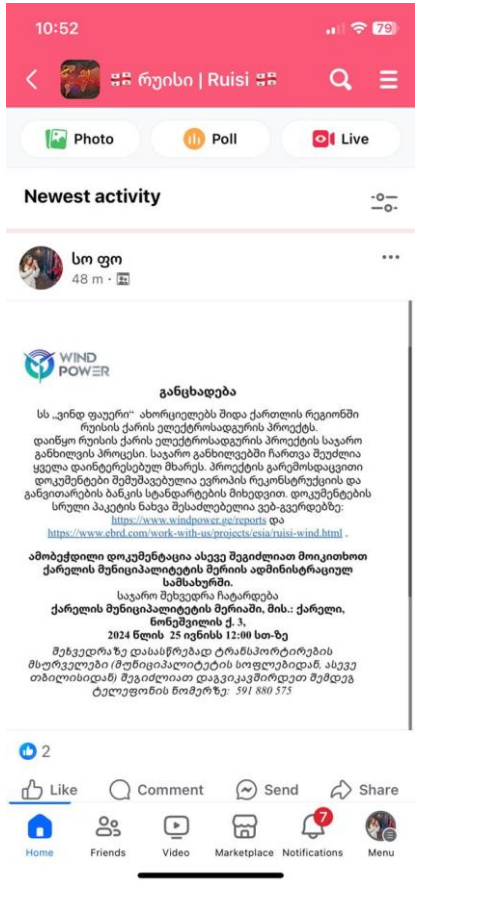 10:52
79
რუისი | Ruisi
Photo
Poll
Live
Newest activity
სო ფო
48 m ·
WIND
POWER
განცხადება
სს „ვინდ ფაუერი“ ახორციელებს შიდა ქართლის რეგიონში
რუისის ქარის ელექტროსადგურის პროექტს.
დაიწყო რუისის ქარის ელექტროსადგურის პროექტის საჯარო
განხილვის პროცესი. საჯარო განხილვებში ჩართვა შეუძლია
ყველა დაინტერესებულ მხარეს. პროექტის გარემოსდაცვითი
დოკუმენტები შემუშავებულია ევროპის რეკონსტრუქციის და
განვითარების ბანკის სტანდარტების მიხედვით. დოკუმენტების
სრული პაკეტის ნახვა შესაძლებელია ვებ-გვერდებზე:
https://www.windpower.ge/reports და
https://www.ebrd.com/work-with-us/projects/esia/ruisi-wind.html .
ამობეჭდილი დოკუმენტაცია ასევე შეგიძლიათ მოიკითხოთ
ქარელის მუნიციპალიტეტის მერიის ადმინისტრაციულ
სამსახურში.
საჯარო შეხვედრა ჩატარდება
ქარელის მუნიციპალიტეტის მერიაში, მის.: ქარელი,
ნონეშვილის ქ. 3,
2024 წლის 25 ივნისს 12:00 სთ-ზე
შეხვედრაზე დასასწრებად ტრანსპორტირების
მსურველები (მუნიციპალიტეტის სოფლებიდან, ასევე
თბილისიდან) შეგიძლიათ დაგვიკავშირდეთ შემდეგ
ტელეფონის ნომერზე: 591 880 575
2
Like
Comment
Send
Share
7
Home
Friends
Video
Marketplace
Notifications
Menu